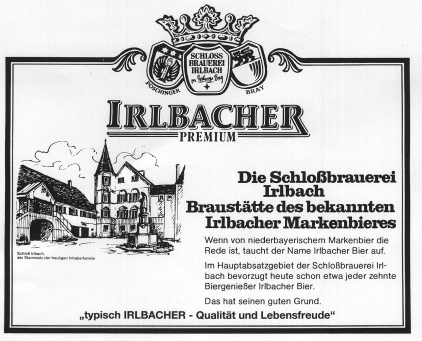 SCHLOSS
BRAUEREI
IRLBACH
PÖSCHINGER
BRAY
IRLBACHER
PREMIUM
Die Schloßbrauerei
Irlbach
Braustätte des bekannten
Irlbacher Markenbieres
Wenn von niederbayerischem Markenbier die
Rede ist, taucht der Name Irlbacher Bier auf.
Im Hauptabsatzgebiet der Schloßbrauerei Irl-
bach bevorzugt heute schon etwa jeder zehnte
Biergenießer Irlbacher Bier.
Das hat seinen guten Grund.
Schloß Irlbach,
der Stammsitz der heutigen Inhaberfamilie
„typisch IRLBACHER - Qualität und Lebensfreude"